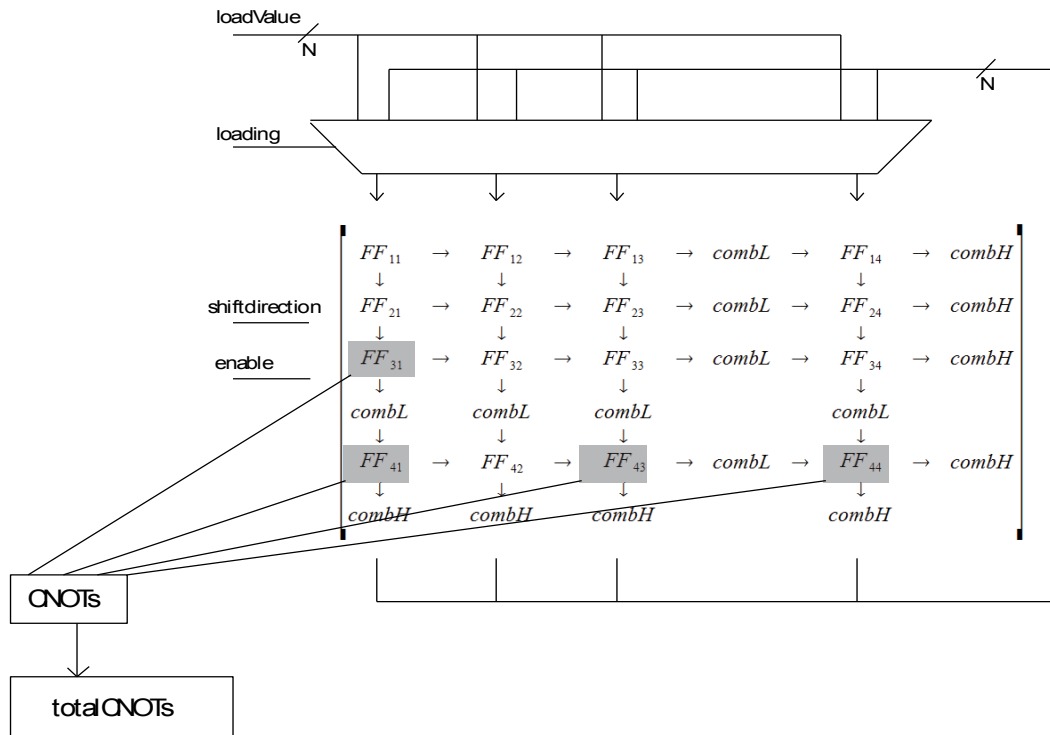 loadValue
N
N
loading
FF₁₁ → FF₁₂ → FF₁₃ → combL → FF₁₄ → combH
↓ ↓ ↓ ↓
shiftdirection
FF₂₁ → FF₂₂ → FF₂₃ → combL → FF₂₄ → combH
↓ ↓ ↓ ↓
enable
FF₃₁ → FF₃₂ → FF₃₃ → combL → FF₃₄ → combH
↓ ↓ ↓ ↓
combL combL combL combL
↓ ↓ ↓ ↓
FF₄₁ → FF₄₂ → FF₄₃ → combL → FF₄₄ → combH
↓ ↓ ↓ ↓
combH combH combH combH
CNOTs
totalCNOTs